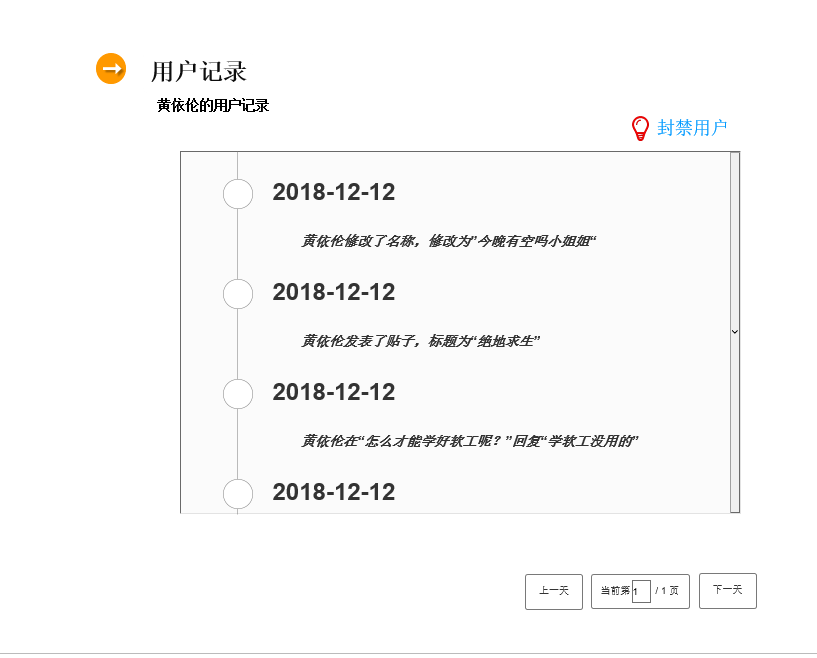 用户记录
黄依伦的用户记录
封禁用户
2018-12-12
黄依伦修改了名称，修改为”今晚有空吗小姐姐“
2018-12-12
黄依伦发表了贴子，标题为“绝地求生”
2018-12-12
黄依伦在“怎么才能学好软工呢？”回复“学软工没用的”
2018-12-12
上一天 当前第1 / 1 页 下一天